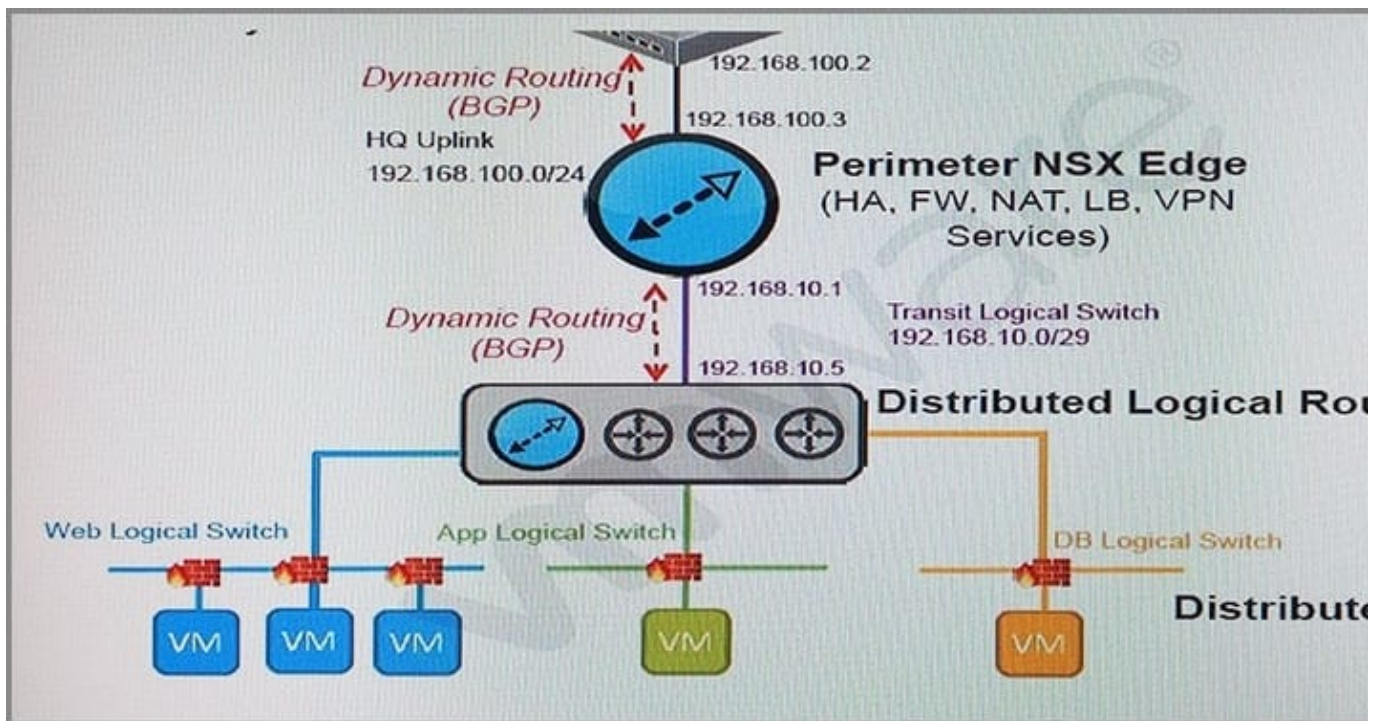 192.168.100.2
Dynamic Routing
(BGP)
192.168.100.3
HQ Uplink
192.168.100.0/24
Perimeter NSX Edge
(HA, FW, NAT, LB, VPN
Services)
192.168.10.1
Dynamic Routing
(BGP)
Transit Logical Switch
192.168.10.0/29
192.168.10.5
Distributed Logical Rou
Web Logical Switch
App Logical Switch
DB Logical Switch
Distribute
VM
VM
VM
VM
VM
vmware®